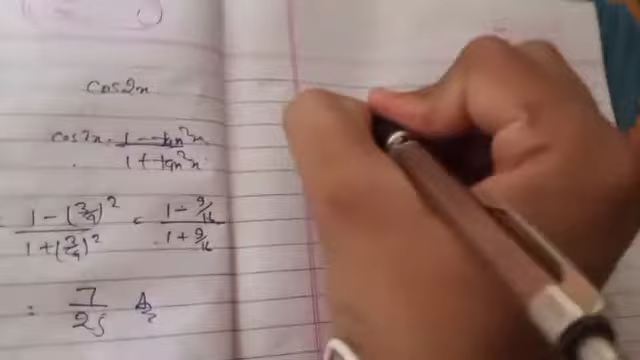 cos2x
cos2x = (1 - tan²x)/(1 + tan²x)
= (1 - (3/4)²)/(1 + (3/4)²) = (1 - 9/16)/(1 + 9/16)
= 7/25